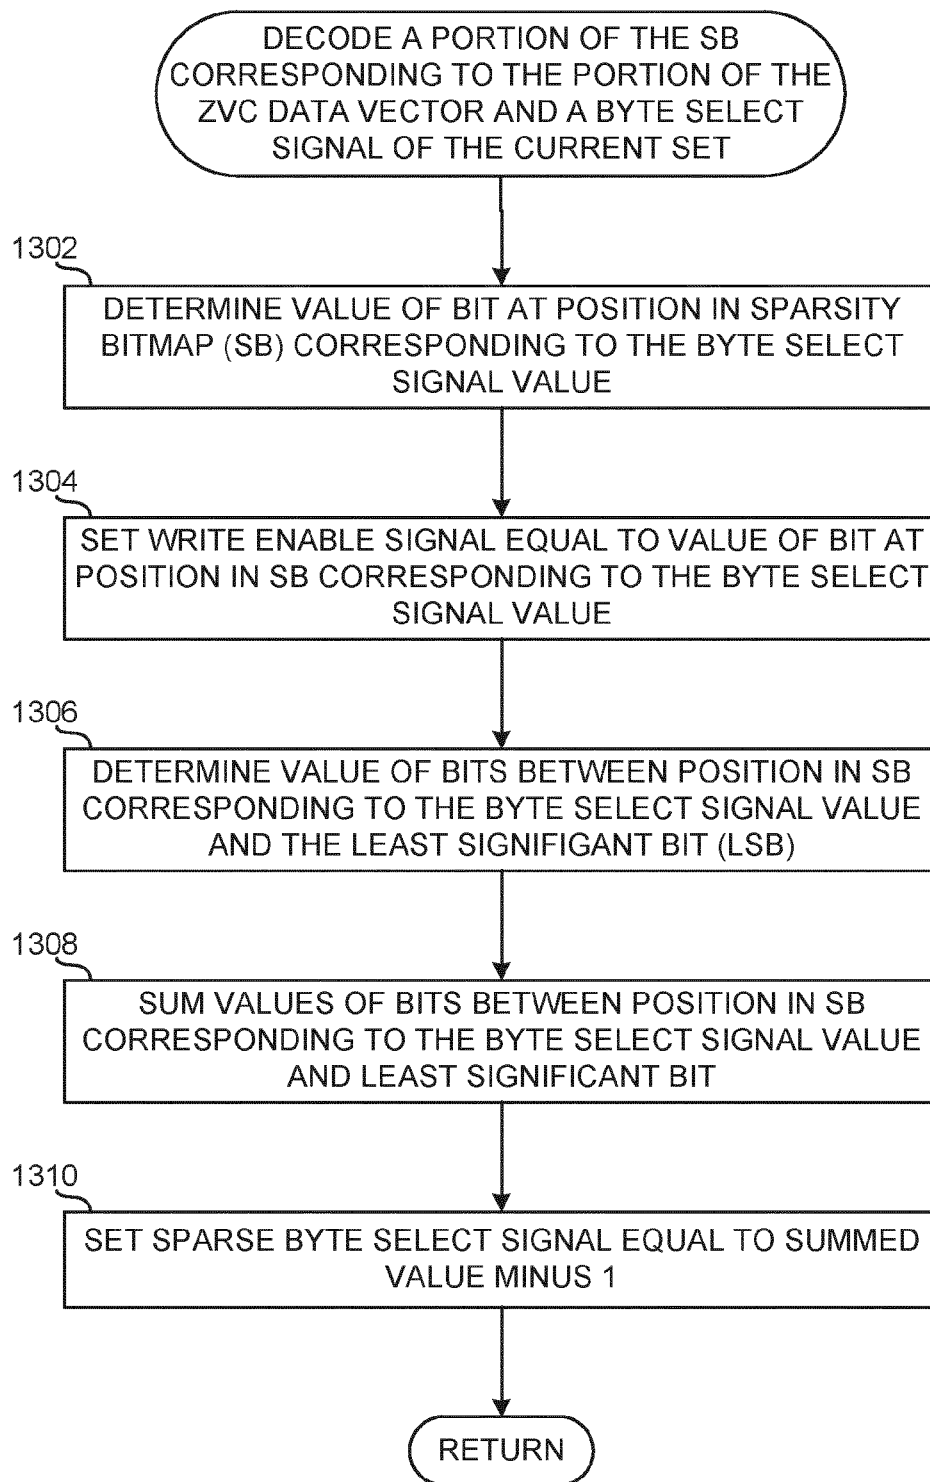 DECODE A PORTION OF THE SB
CORRESPONDING TO THE PORTION OF THE
ZVC DATA VECTOR AND A BYTE SELECT
SIGNAL OF THE CURRENT SET
1302
DETERMINE VALUE OF BIT AT POSITION IN SPARSITY
BITMAP (SB) CORRESPONDING TO THE BYTE SELECT
SIGNAL VALUE
1304
SET WRITE ENABLE SIGNAL EQUAL TO VALUE OF BIT AT
POSITION IN SB CORRESPONDING TO THE BYTE SELECT
SIGNAL VALUE
1306
DETERMINE VALUE OF BITS BETWEEN POSITION IN SB
CORRESPONDING TO THE BYTE SELECT SIGNAL VALUE
AND THE LEAST SIGNIFIGANT BIT (LSB)
1308
SUM VALUES OF BITS BETWEEN POSITION IN SB
CORRESPONDING TO THE BYTE SELECT SIGNAL VALUE
AND LEAST SIGNIFICANT BIT
1310
SET SPARSE BYTE SELECT SIGNAL EQUAL TO SUMMED
VALUE MINUS 1
RETURN